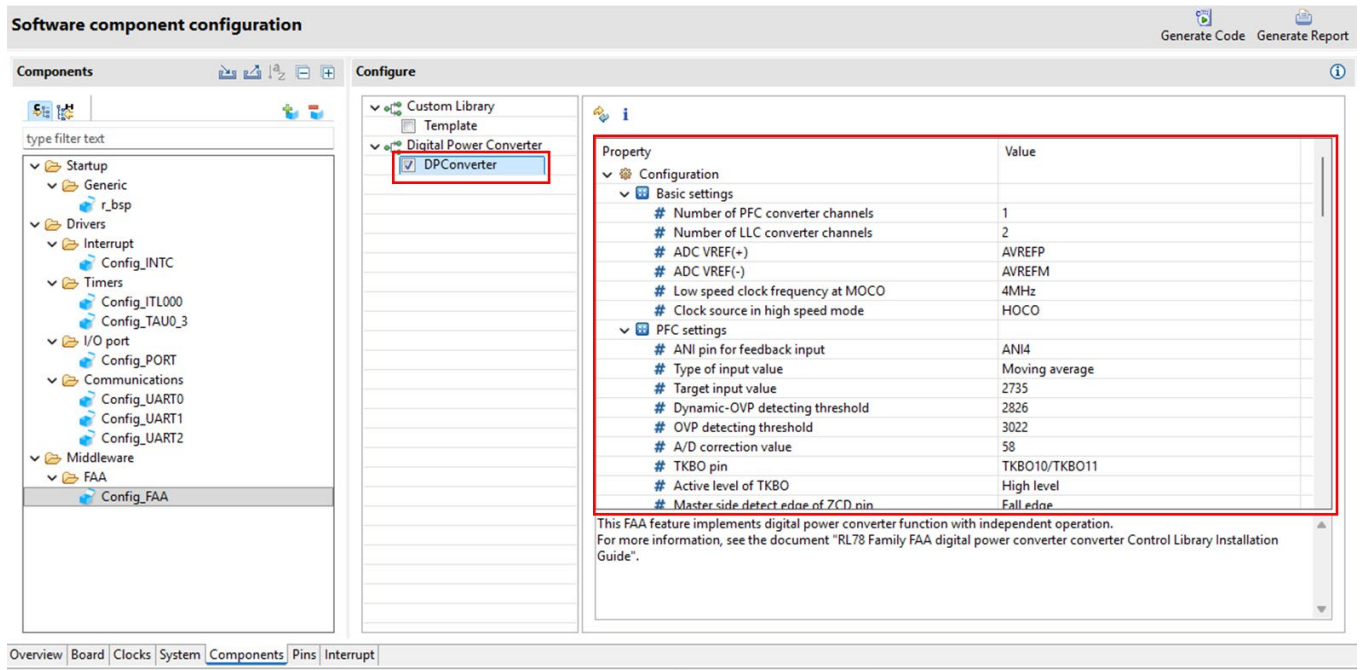 Software component configuration
Generate Code Generate Report
Components
Configure
type filter text
Startup
Generic
r_bsp
Drivers
Interrupt
Config_INTC
Timers
Config_ITL000
Config_TAU0_3
I/O port
Config_PORT
Communications
Config_UART0
Config_UART1
Config_UART2
Middleware
FAA
Config_FAA
Custom Library
Template
Digital Power Converter
DPConverter
Property Value
Configuration
Basic settings
# Number of PFC converter channels 1
# Number of LLC converter channels 2
# ADC VREF(+) AVREFP
# ADC VREF(-) AVREFM
# Low speed clock frequency at MOCO 4MHz
# Clock source in high speed mode HOCO
PFC settings
# ANI pin for feedback input ANI4
# Type of input value Moving average
# Target input value 2735
# Dynamic-OVP detecting threshold 2826
# OVP detecting threshold 3022
# A/D correction value 58
# TKBO pin TKBO10/TKBO11
# Active level of TKBO High level
# Master side detect edge of ZCD pin Fall edge
This FAA feature implements digital power converter function with independent operation.
For more information, see the document "RL78 Family FAA digital power converter converter Control Library Installation
Guide".
Overview Board Clocks System Components Pins Interrupt